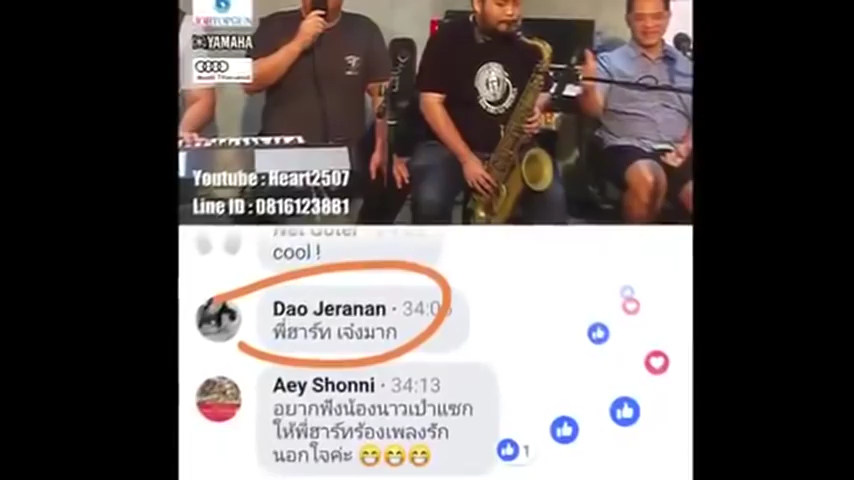 JOBTOPGUN
YAMAHA
Youtube : Heart2507
Line ID : 0816123881
cool !
Dao Jeranan · 34:0
พี่ฮาร์ท เจ๋งมาก
Aey Shonni · 34:13
อยากฟังน้องนาวเป่าแซก
ให้พี่ฮาร์ทร้องเพลงรัก
นอกใจค่ะ 😁😁😁
1